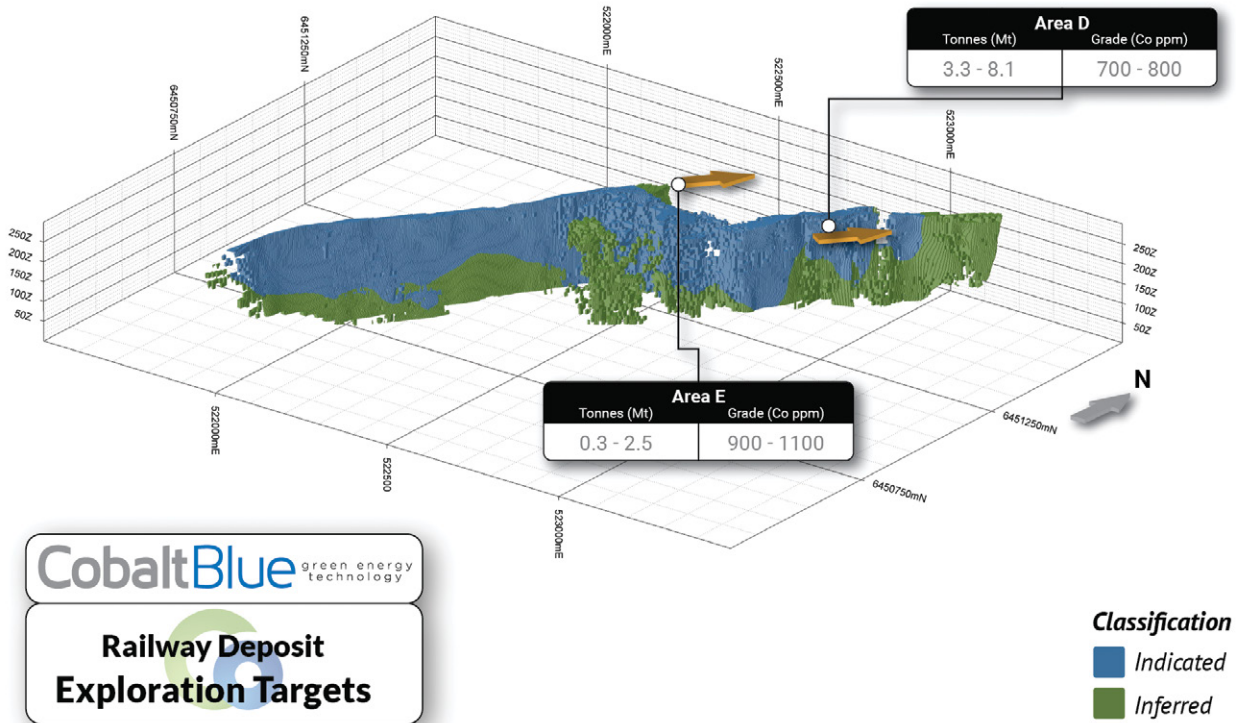 Area D
Tonnes (Mt) Grade (Co ppm)
3.3 - 8.1 700 - 800
6451250mN
522000mE
522500mE
523000mE
6450750mN
250Z
200Z
150Z
100Z
50Z
250Z
200Z
150Z
100Z
50Z
N
Area E
Tonnes (Mt) Grade (Co ppm)
0.3 - 2.5 900 - 1100
522000mE
522500
523000mE
6451250mN
6450750mN
CobaltBlue green energy
technology
Railway Deposit
Exploration Targets
Classification
Indicated
Inferred